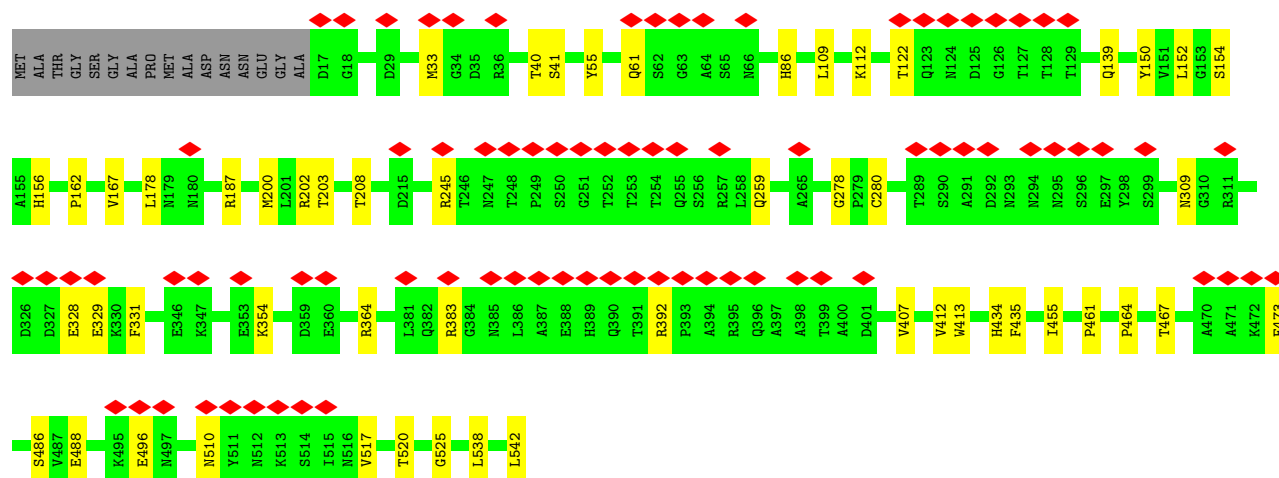 MET ALA THR GLY SER GLY ALA PRO MET ALA ASP ASN ASN GLU GLY ALA D17 G18 D29 M33 G34 D35 R36 T40 S41 Y55 Q61 S62 G63 A64 S65 N66 H86 L109 K112 T122 Q123 N124 D125 G126 T127 T128 T129 Q139 Y150 V151 L152 G153 S154
A155 H156 P162 V167 L178 N179 N180 R187 M200 L201 R202 T203 T208 D215 R245 T246 N247 T248 P249 S250 G251 T252 T253 T254 Q255 S256 R257 L258 Q259 A265 G278 P279 C280 T289 S290 A291 D292 N293 N294 N295 S296 E297 Y298 S299 N309 G310 R311
D326 D327 E328 E329 K330 F331 E346 K347 E353 K354 D359 E360 R364 L381 Q382 R383 G384 N385 L386 A387 E388 H389 Q390 T391 R392 P393 A394 R395 Q396 A397 A398 T399 A400 D401 V407 V412 W413 H434 F435 I455 P461 P464 T467 A470 A471 K472
S486 V487 E488 K495 E496 N497 N510 Y511 N512 K513 S514 I515 N516 V517 T520 G525 L538 L542